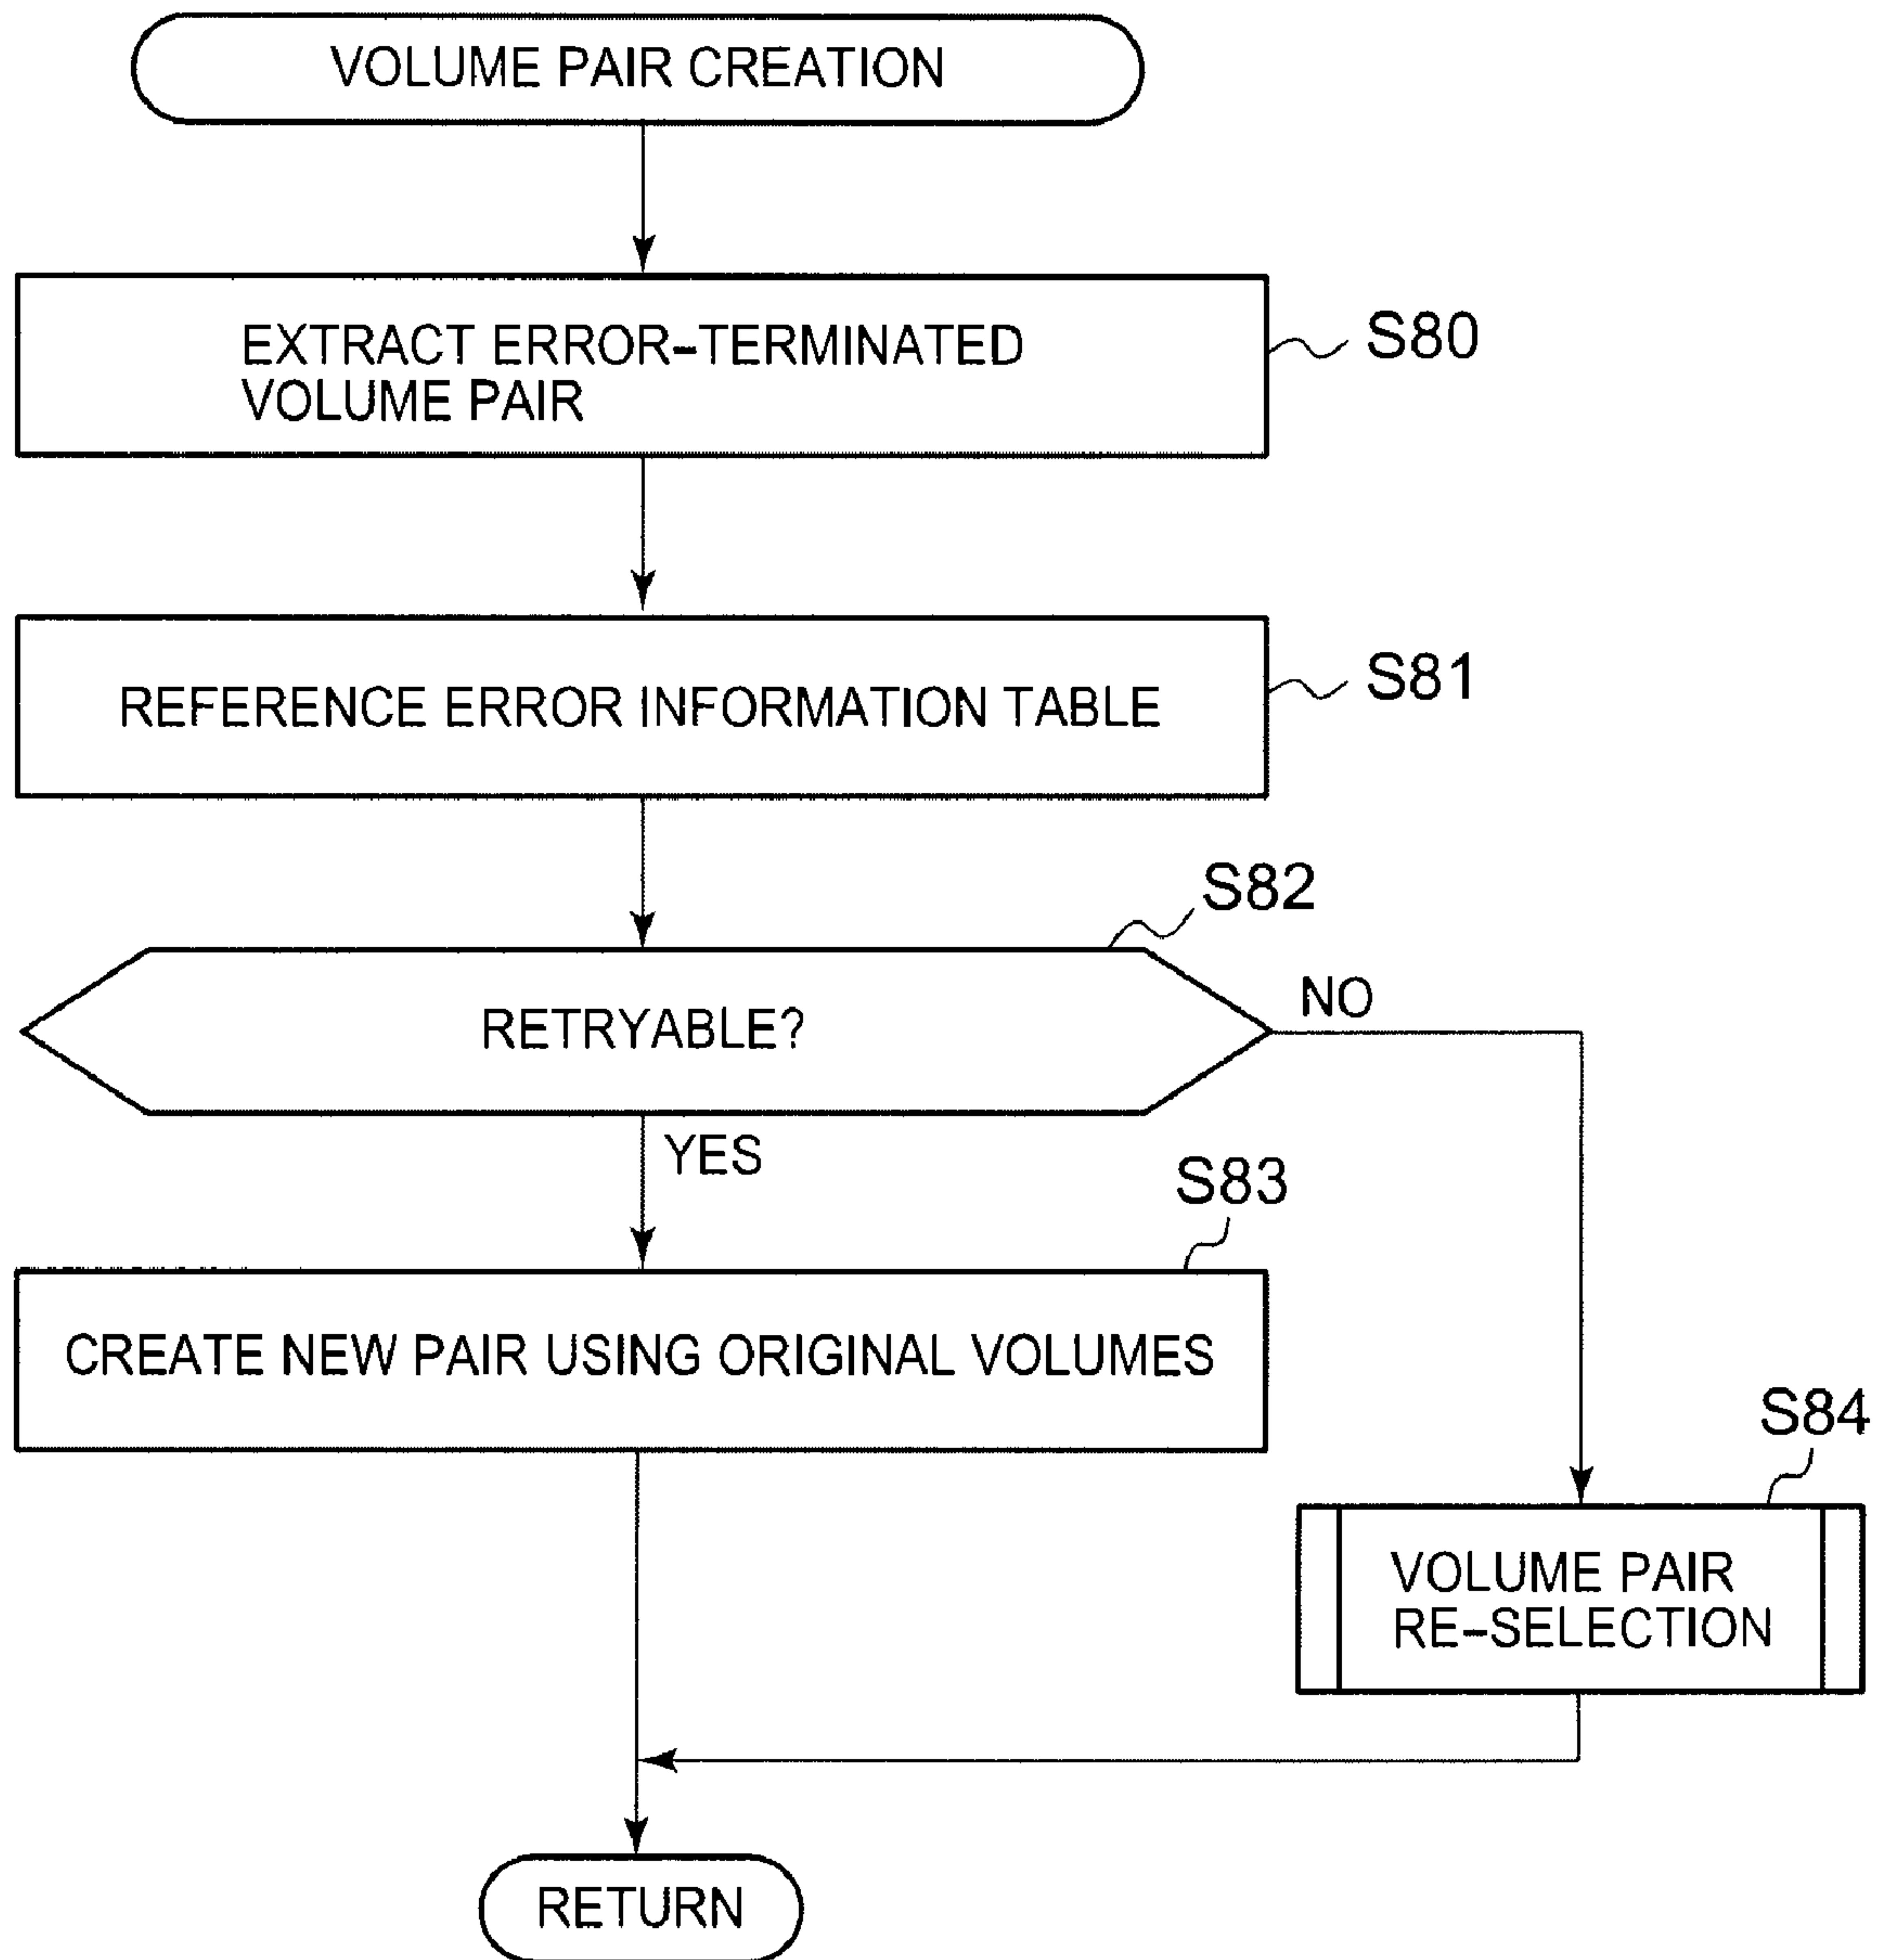 VOLUME PAIR CREATION
EXTRACT ERROR-TERMINATED
VOLUME PAIR
S80
REFERENCE ERROR INFORMATION TABLE
S81
S82
RETRYABLE?
NO
YES
S83
CREATE NEW PAIR USING ORIGINAL VOLUMES
S84
VOLUME PAIR
RE-SELECTION
RETURN